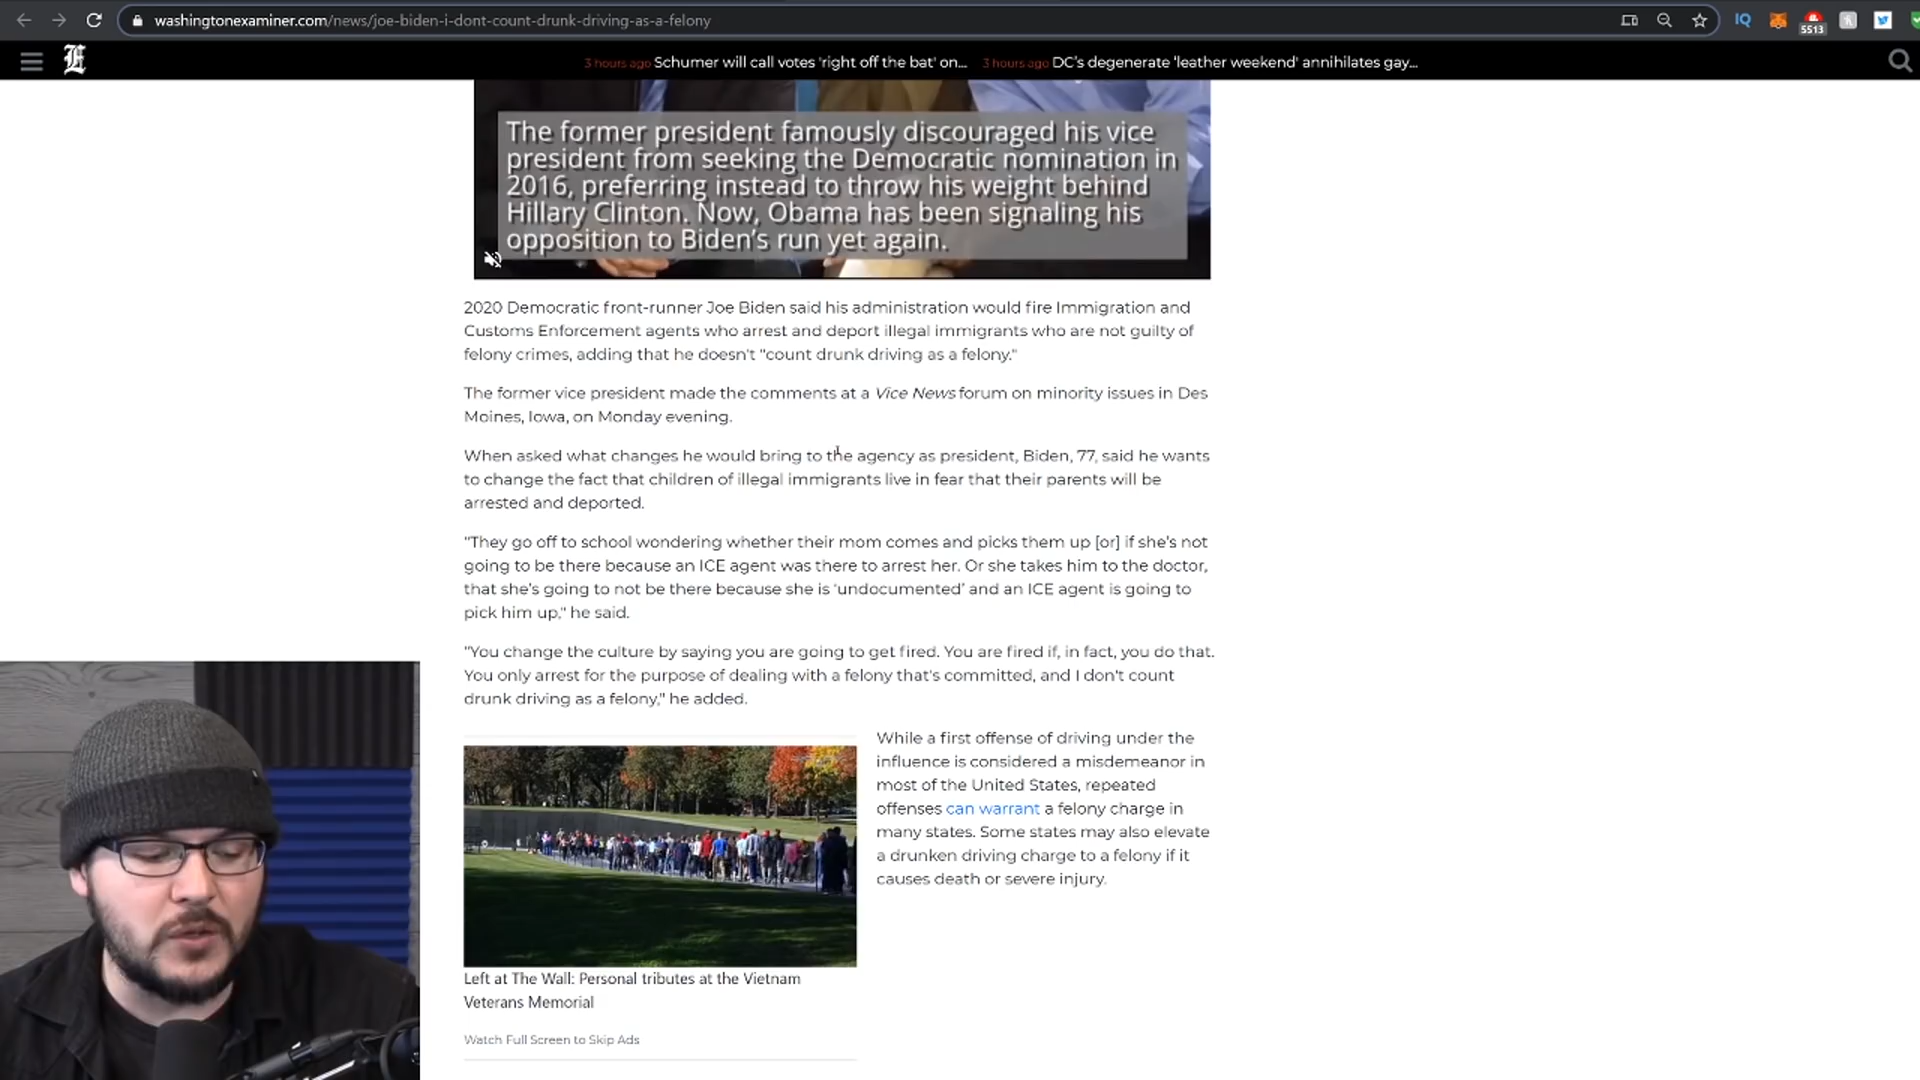 washingtonexaminer.com/news/joe-biden-i-dont-count-drunk-driving-as-a-felony
IQ
5513
3 hours ago Schumer will call votes 'right off the bat' on... 3 hours ago DC's degenerate 'leather weekend' annihilates gay...
The former president famously discouraged his vice
president from seeking the Democratic nomination in
2016, preferring instead to throw his weight behind
Hillary Clinton. Now, Obama has been signaling his
opposition to Biden's run yet again.
2020 Democratic front-runner Joe Biden said his administration would fire Immigration and
Customs Enforcement agents who arrest and deport illegal immigrants who are not guilty of
felony crimes, adding that he doesn't "count drunk driving as a felony."
The former vice president made the comments at a Vice News forum on minority issues in Des
Moines, Iowa, on Monday evening.
When asked what changes he would bring to the agency as president, Biden, 77, said he wants
to change the fact that children of illegal immigrants live in fear that their parents will be
arrested and deported.
"They go off to school wondering whether their mom comes and picks them up [or] if she's not
going to be there because an ICE agent was there to arrest her. Or she takes him to the doctor,
that she's going to not be there because she is 'undocumented' and an ICE agent is going to
pick him up," he said.
"You change the culture by saying you are going to get fired. You are fired if, in fact, you do that.
You only arrest for the purpose of dealing with a felony that's committed, and I don't count
drunk driving as a felony," he added.
While a first offense of driving under the
influence is considered a misdemeanor in
most of the United States, repeated
offenses can warrant a felony charge in
many states. Some states may also elevate
a drunken driving charge to a felony if it
causes death or severe injury.
Left at The Wall: Personal tributes at the Vietnam
Veterans Memorial
Watch Full Screen to Skip Ads